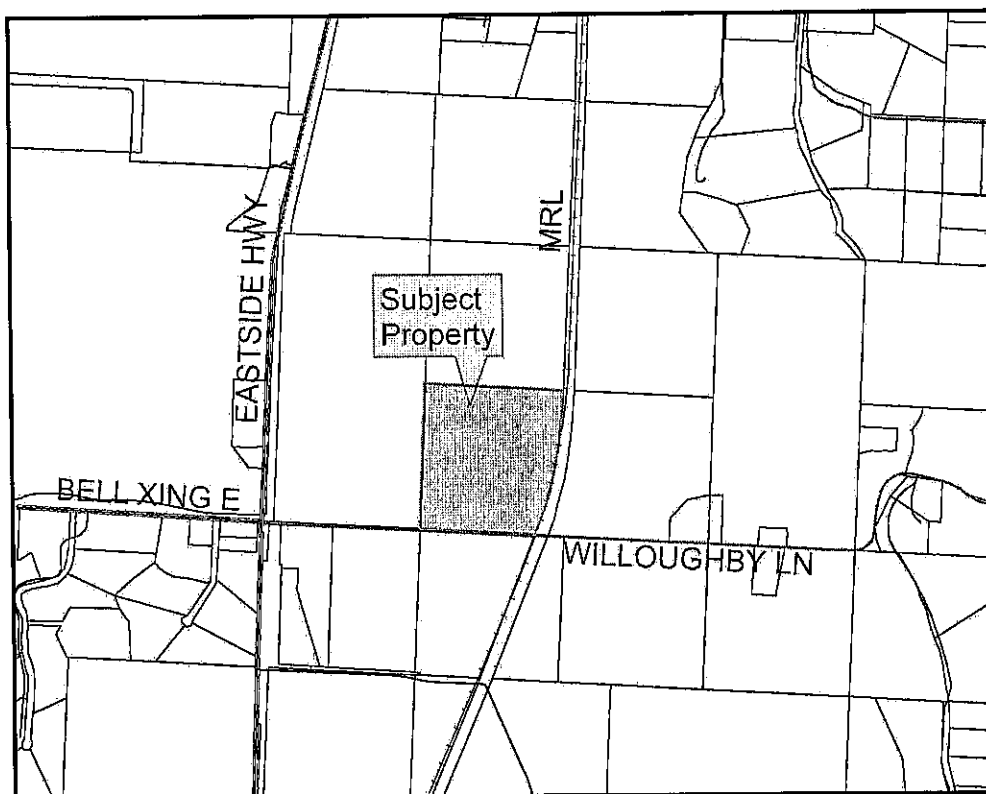 EASTSIDE HWY
MRL
Subject
Property
BELL XING E
WILLOUGHBY LN